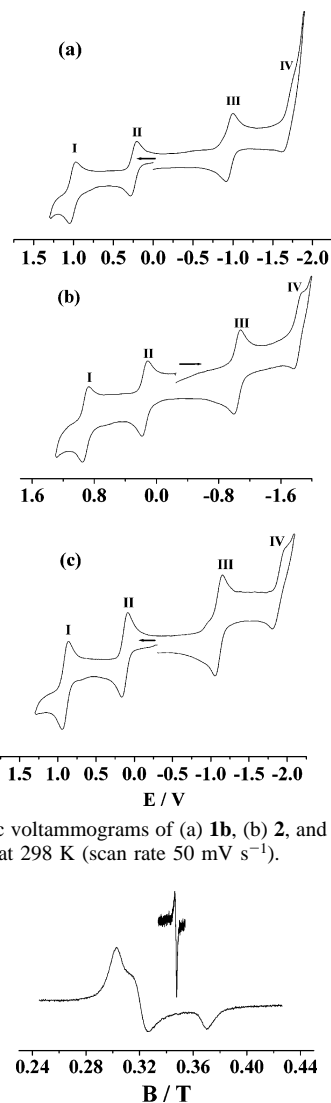 (a)
I
II
III
IV
1.5 1.0 0.5 0.0 -0.5 -1.0 -1.5 -2.0
(b)
I
II
III
IV
1.6 0.8 0.0 -0.8 -1.6
(c)
I
II
III
IV
1.0 0.5 0.0 -0.5 -1.0 -1.5 -2.0
E / V
c voltammograms of (a) 1b, (b) 2, and
at 298 K (scan rate 50 mV s⁻¹).
0.24 0.28 0.32 0.36 0.40 0.44
B / T